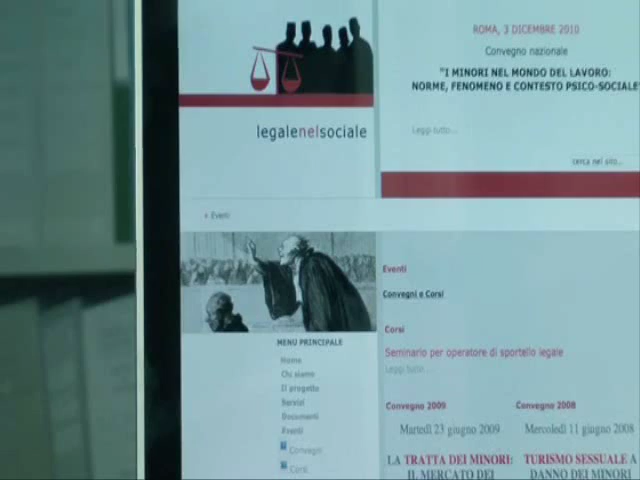 ROMA, 3 DICEMBRE 2010
Convegno nazionale
"I MINORI NEL MONDO DEL LAVORO:
NORME, FENOMENO E CONTESTO PSICO-SOCIALE"
Leggi tutto...
cerca nel sito...
legalenelsociale
Eventi
Eventi
Convegni e Corsi
Corsi
Seminario per operatore di sportello legale
Leggi tutto...
MENU PRINCIPALE
Home
Chi siamo
Il progetto
Servizi
Documenti
Eventi
Convegni
Corsi
Convegno 2009
Martedì 23 giugno 2009
LA TRATTA DEI MINORI:
IL MERCATO DEI
Convegno 2008
Mercoledì 11 giugno 2008
TURISMO SESSUALE A
DANNO DEI MINORI